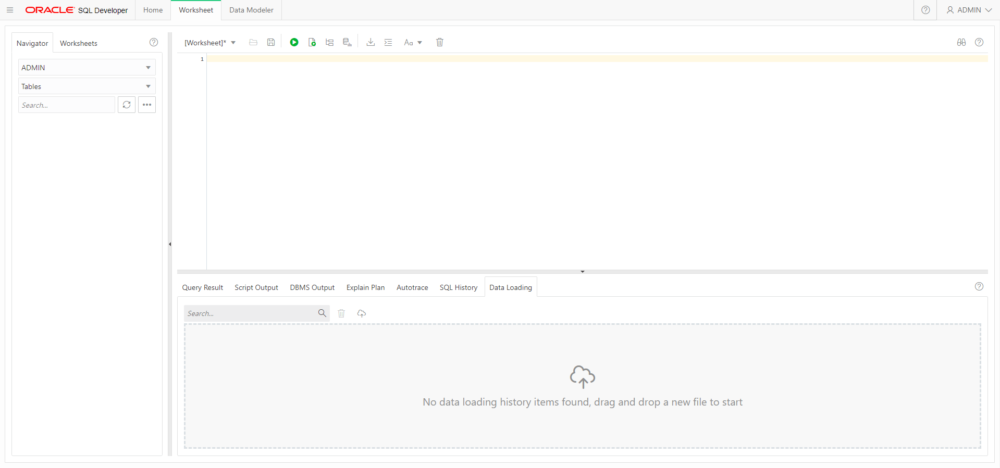 ORACLE SQL Developer Home Worksheet Data Modeler ADMIN
Navigator Worksheets
ADMIN
Tables
Search...
[Worksheet]* Aa
1
Query Result Script Output DBMS Output Explain Plan Autotrace SQL History Data Loading
Search...
No data loading history items found, drag and drop a new file to start